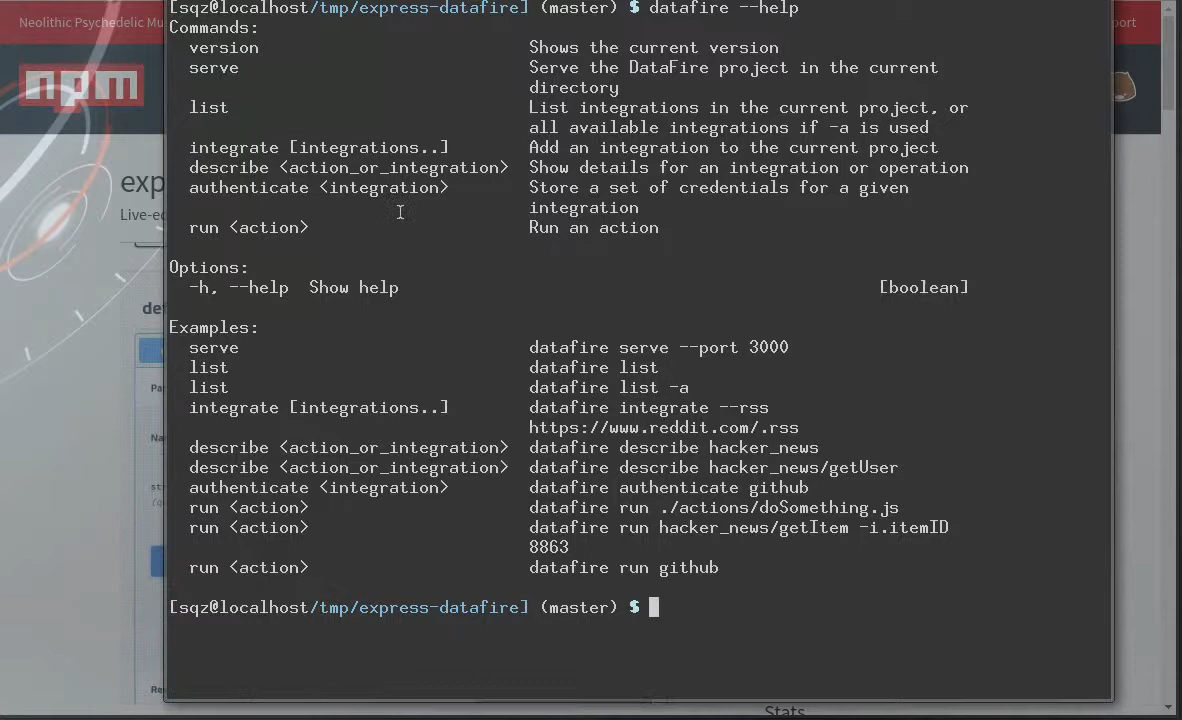 [sqz@localhost/tmp/express-datafire] (master) $ datafire --help
Neolithic Psychedelic Mu
port
Commands:
version Shows the current version
serve Serve the DataFire project in the current
directory
npm
list List integrations in the current project, or
all available integrations if -a is used
integrate [integrations..] Add an integration to the current project
describe <action_or_integration> Show details for an integration or operation
exp
authenticate <integration> Store a set of credentials for a given
integration
Live-ed
run <action> Run an action
Options:
-h, --help Show help [boolean]
def
Examples:
serve datafire serve --port 3000
list datafire list
list datafire list -a
Pa
integrate [integrations..] datafire integrate --rss
https://www.reddit.com/.rss
Na
describe <action_or_integration> datafire describe hacker_news
describe <action_or_integration> datafire describe hacker_news/getUser
authenticate <integration> datafire authenticate github
run <action> datafire run ./actions/doSomething.js
run <action> datafire run hacker_news/getItem -i.itemID
8863
run <action> datafire run github
[sqz@localhost/tmp/express-datafire] (master) $
Re
Stats